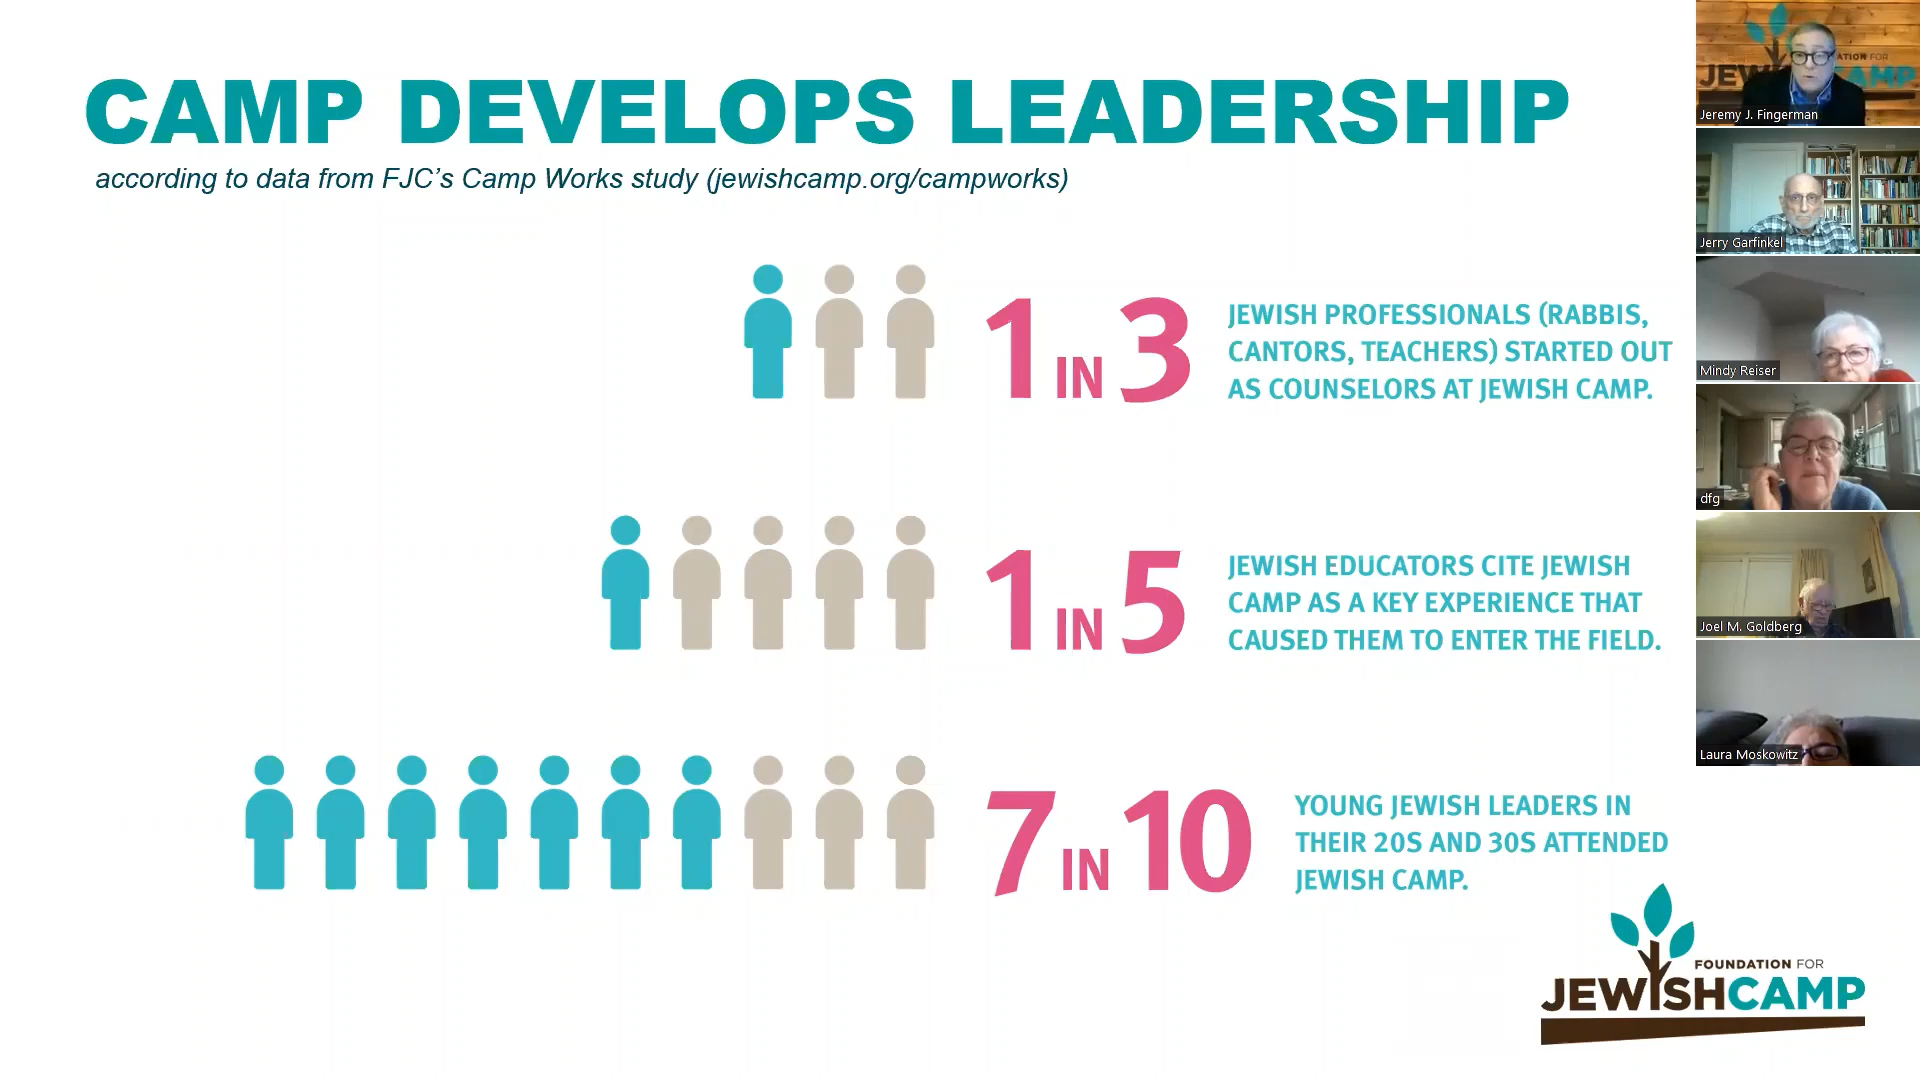 CAMP DEVELOPS LEADERSHIP
according to data from FJC’s Camp Works study (jewishcamp.org/campworks)
1 IN 3
JEWISH PROFESSIONALS (RABBIS,
CANTORS, TEACHERS) STARTED OUT
AS COUNSELORS AT JEWISH CAMP.
1 IN 5
JEWISH EDUCATORS CITE JEWISH
CAMP AS A KEY EXPERIENCE THAT
CAUSED THEM TO ENTER THE FIELD.
7 IN 10
YOUNG JEWISH LEADERS IN
THEIR 20S AND 30S ATTENDED
JEWISH CAMP.
FOUNDATION FOR
JEWISHCAMP
Jeremy J. Fingerman
Jerry Garfinkel
Mindy Reiser
dfg
Joel M. Goldberg
Laura Moskowitz